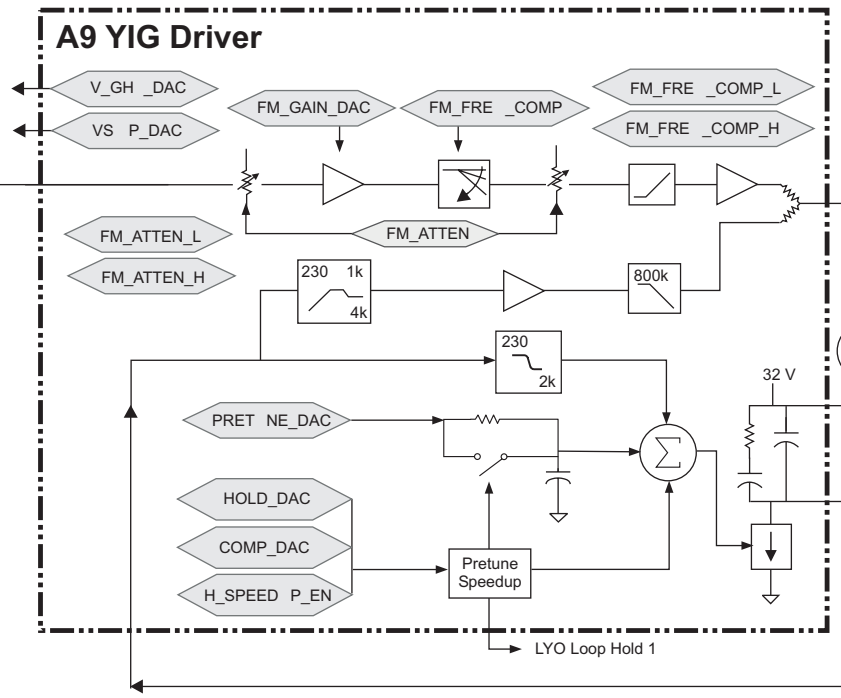 A9 YIG Driver
V_GH _DAC
VS P_DAC
FM_GAIN_DAC
FM_FRE _COMP
FM_FRE _COMP_L
FM_FRE _COMP_H
FM_ATTEN_L
FM_ATTEN
FM_ATTEN_H
230 1k
4k
800k
230
2k
32 V
PRET NE_DAC
Σ
HOLD_DAC
COMP_DAC
H_SPEED P_EN
Pretune
Speedup
LYO Loop Hold 1